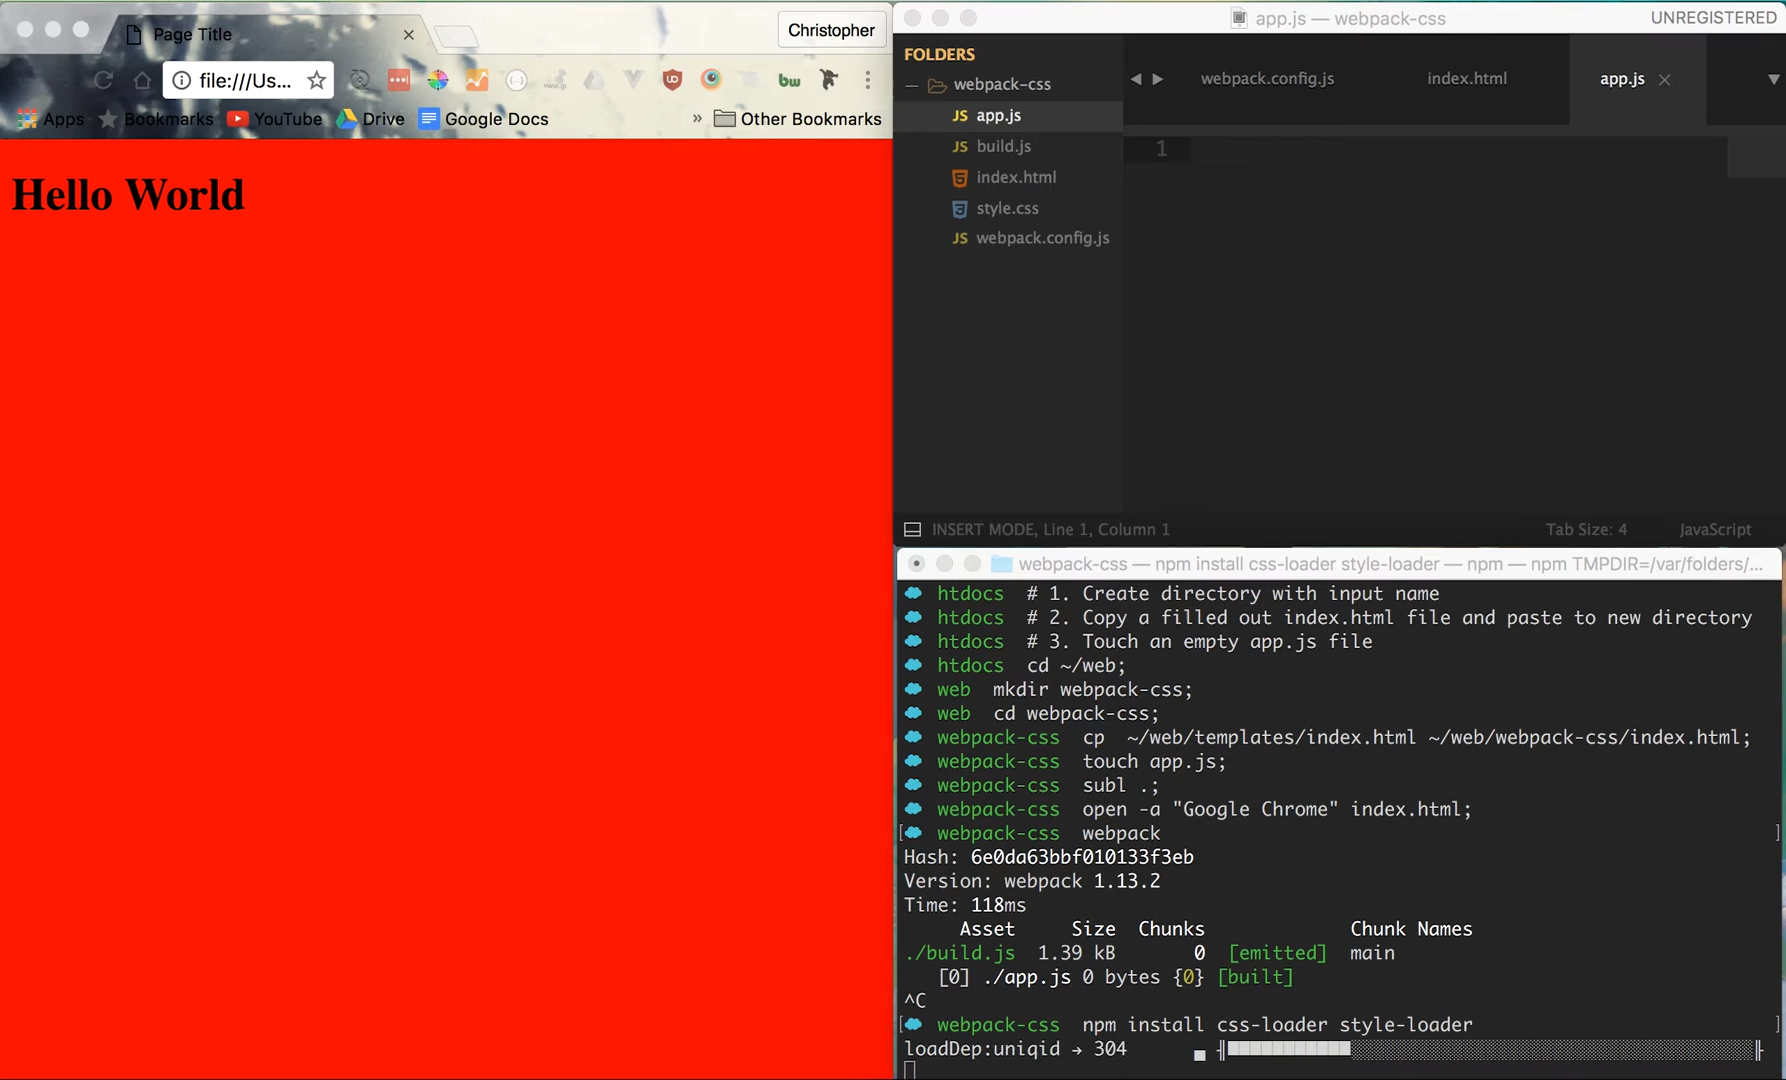 Page Title
Christopher
file:///Us...
bw
Apps
Bookmarks
YouTube
Drive
Google Docs
»
Other Bookmarks
Hello World
app.js — webpack-css
UNREGISTERED
FOLDERS
webpack-css
JS app.js
JS build.js
index.html
style.css
JS webpack.config.js
webpack.config.js
index.html
app.js
1
INSERT MODE, Line 1, Column 1
Tab Size: 4
JavaScript
webpack-css — npm install css-loader style-loader — npm — npm TMPDIR=/var/folders/...
htdocs # 1. Create directory with input name
htdocs # 2. Copy a filled out index.html file and paste to new directory
htdocs # 3. Touch an empty app.js file
htdocs cd ~/web;
web mkdir webpack-css;
web cd webpack-css;
webpack-css cp ~/web/templates/index.html ~/web/webpack-css/index.html;
webpack-css touch app.js;
webpack-css subl .;
webpack-css open -a "Google Chrome" index.html;
[ webpack-css webpack ]
Hash: 6e0da63bbf010133f3eb
Version: webpack 1.13.2
Time: 118ms
Asset Size Chunks Chunk Names
./build.js 1.39 kB 0 [emitted] main
[0] ./app.js 0 bytes {0} [built]
^C
[ webpack-css npm install css-loader style-loader ]
loadDep:uniqid → 304